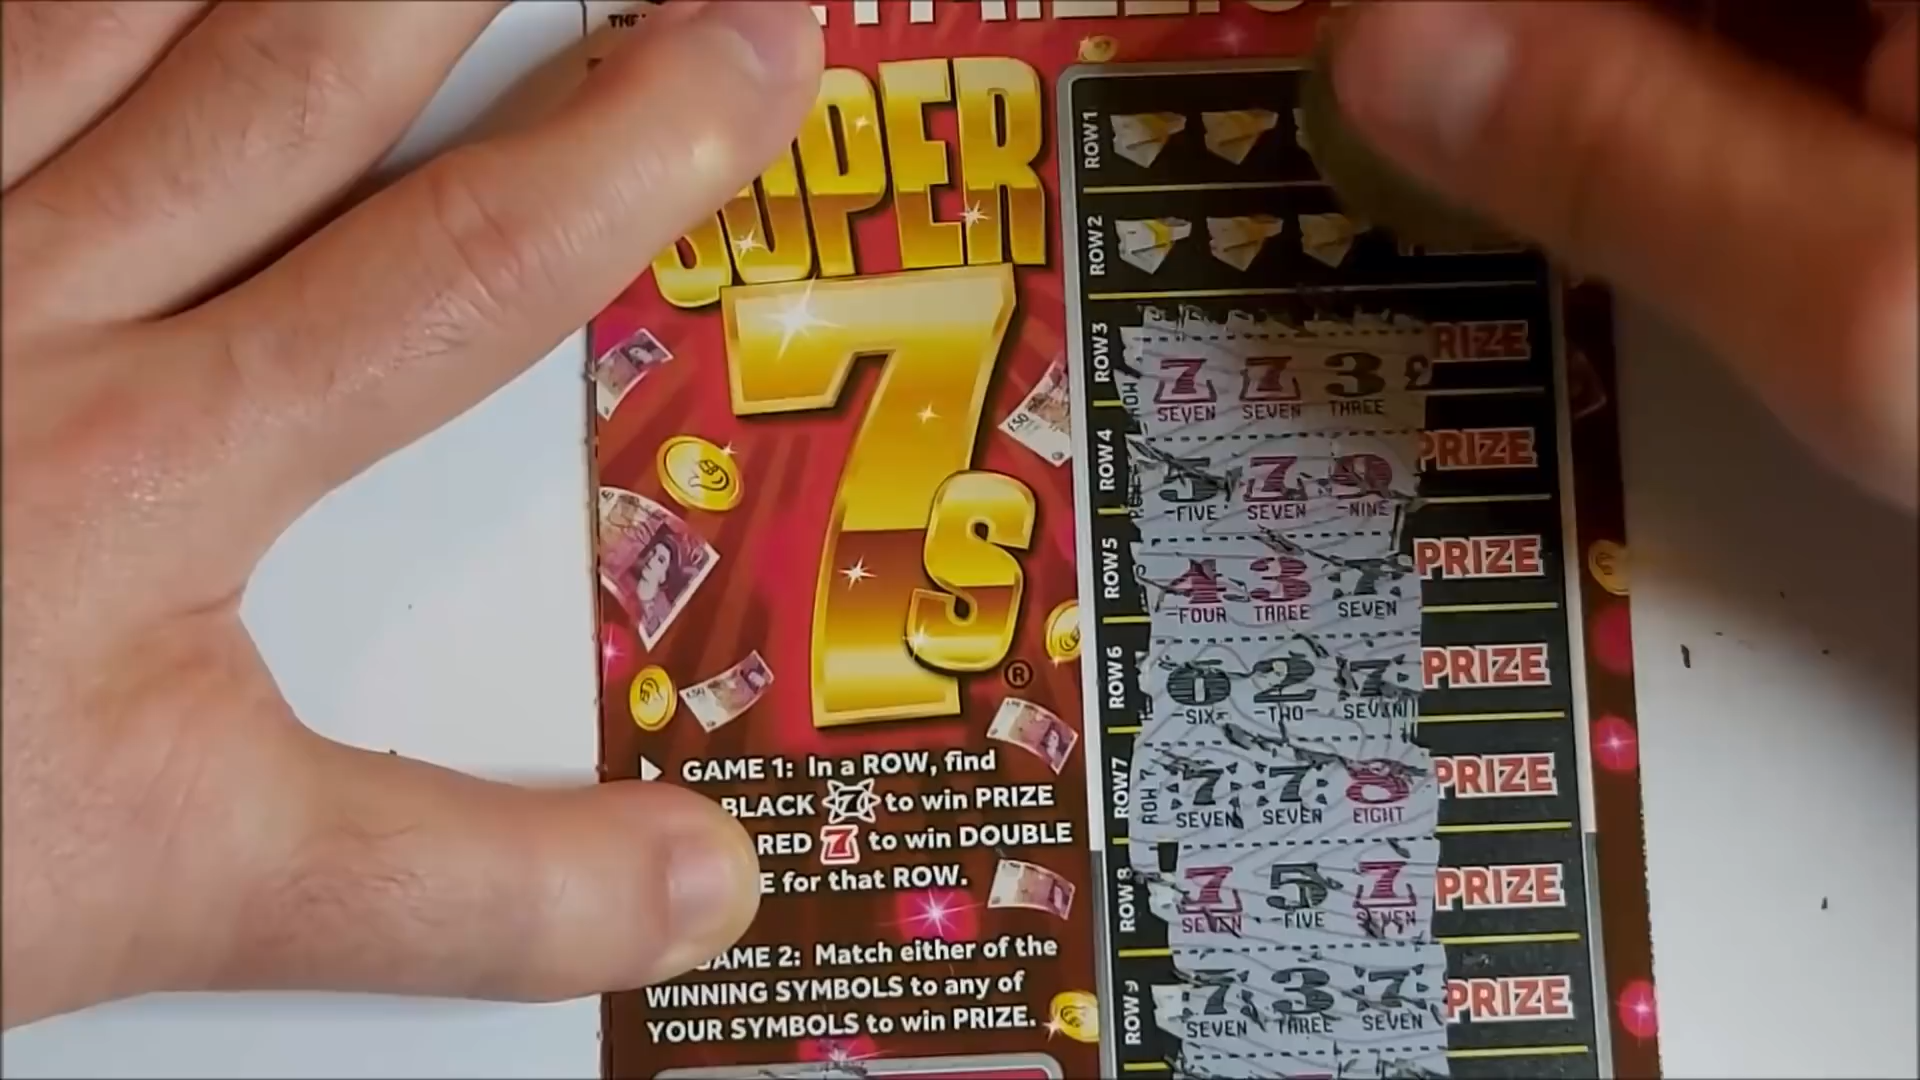 SUPER
7s®
GAME 1: In a ROW, find
BLACK 7 to win PRIZE
RED 7 to win DOUBLE
for that ROW.
GAME 2: Match either of the
WINNING SYMBOLS to any of
YOUR SYMBOLS to win PRIZE.
ROW 1
ROW 2
ROW 3
7 7 3 £
SEVEN SEVEN THREE
PRIZE
ROW 4
5 7 9
FIVE SEVEN NINE
PRIZE
ROW 5
4 3 7
FOUR THREE SEVEN
PRIZE
ROW 6
6 2 7
SIX TWO SEVEN
PRIZE
ROW 7
7 7 8
SEVEN SEVEN EIGHT
PRIZE
ROW 8
7 5 7
SEVEN FIVE SEVEN
PRIZE
ROW 9
7 3 7
SEVEN THREE SEVEN
PRIZE